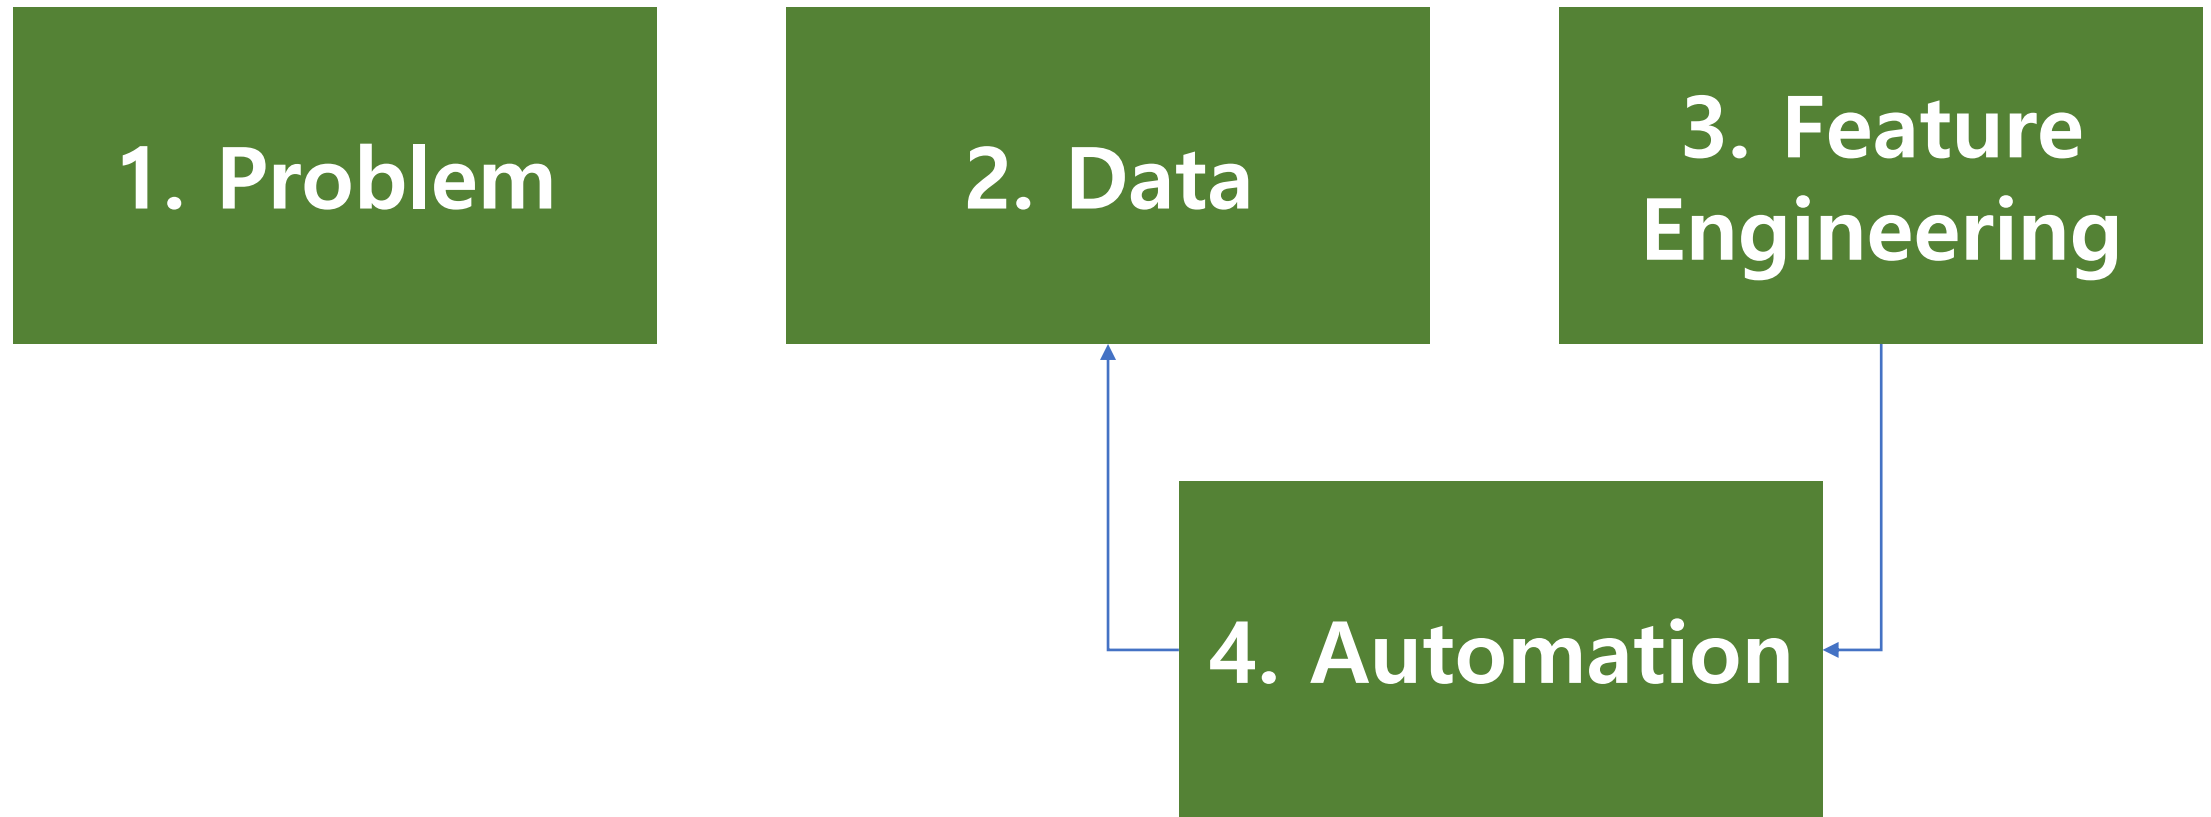 1. Problem
2. Data
3. Feature
Engineering
4. Automation